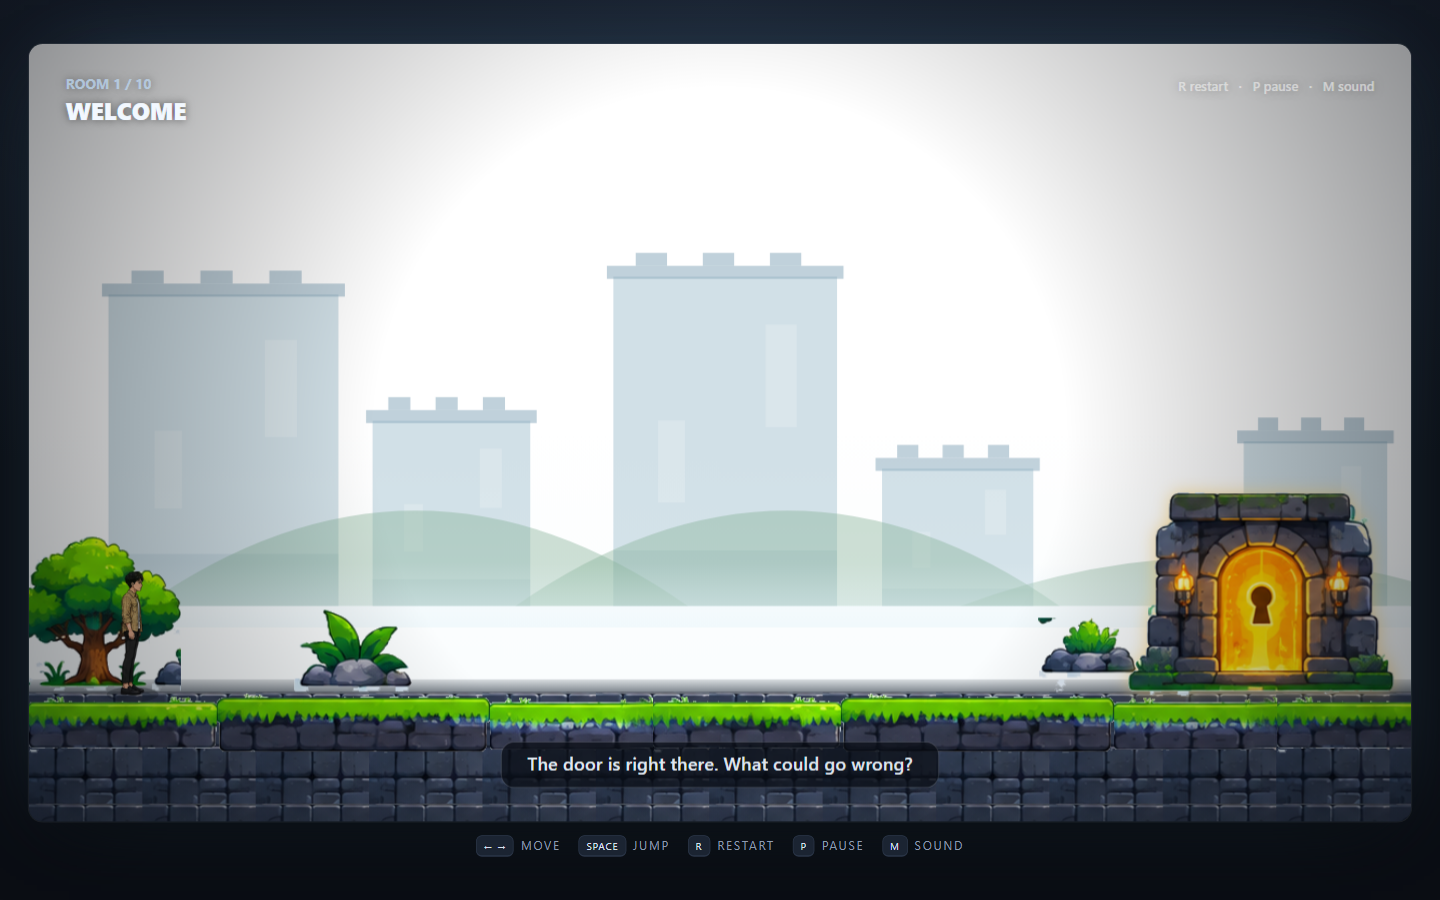 ROOM 1 / 10
WELCOME
R restart · P pause · M sound
The door is right there. What could go wrong?
← → MOVE SPACE JUMP R RESTART P PAUSE M SOUND